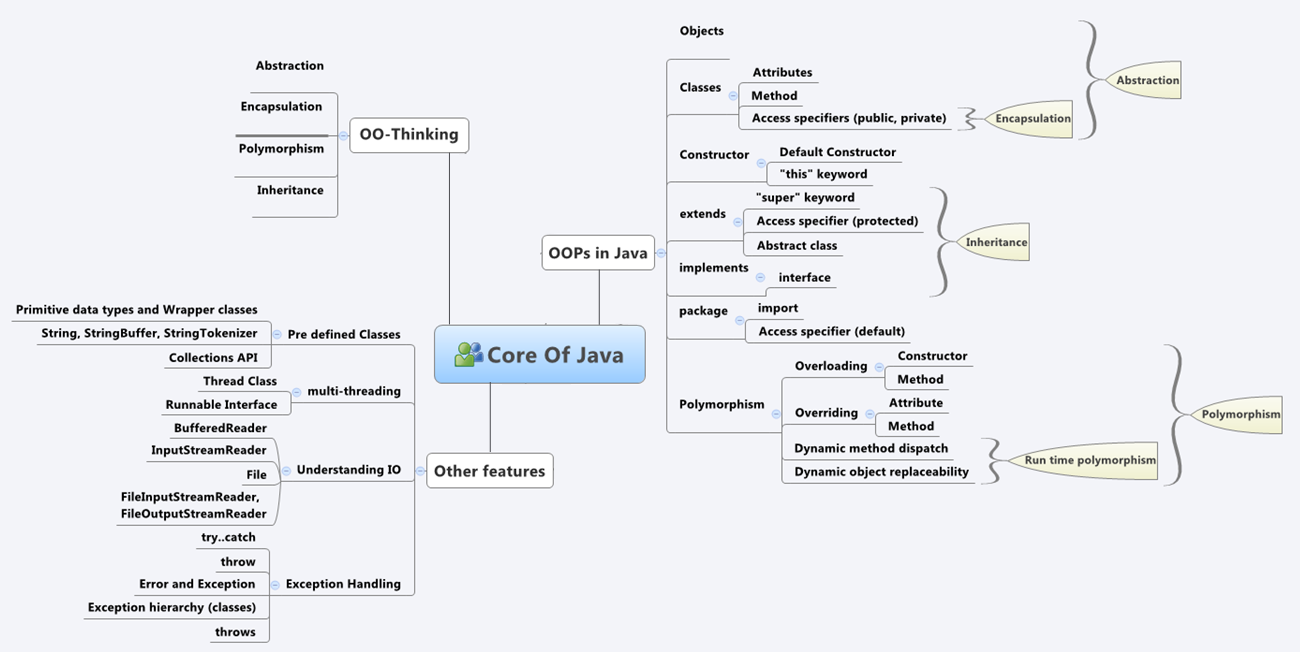 Core Of Java
OO-Thinking
Abstraction
Encapsulation
Polymorphism
Inheritance
OOPs in Java
Objects
Classes
Attributes
Method
Access specifiers (public, private)
Encapsulation
Abstraction
Constructor
Default Constructor
"this" keyword
extends
"super" keyword
Access specifier (protected)
Abstract class
implements
interface
Inheritance
package
import
Access specifier (default)
Polymorphism
Overloading
Constructor
Method
Overriding
Attribute
Method
Dynamic method dispatch
Dynamic object replaceability
Run time polymorphism
Polymorphism
Other features
Pre defined Classes
Primitive data types and Wrapper classes
String, StringBuffer, StringTokenizer
Collections API
multi-threading
Thread Class
Runnable Interface
Understanding IO
BufferedReader
InputStreamReader
File
FileInputStreamReader,
FileOutputStreamReader
Exception Handling
try..catch
throw
Error and Exception
Exception hierarchy (classes)
throws